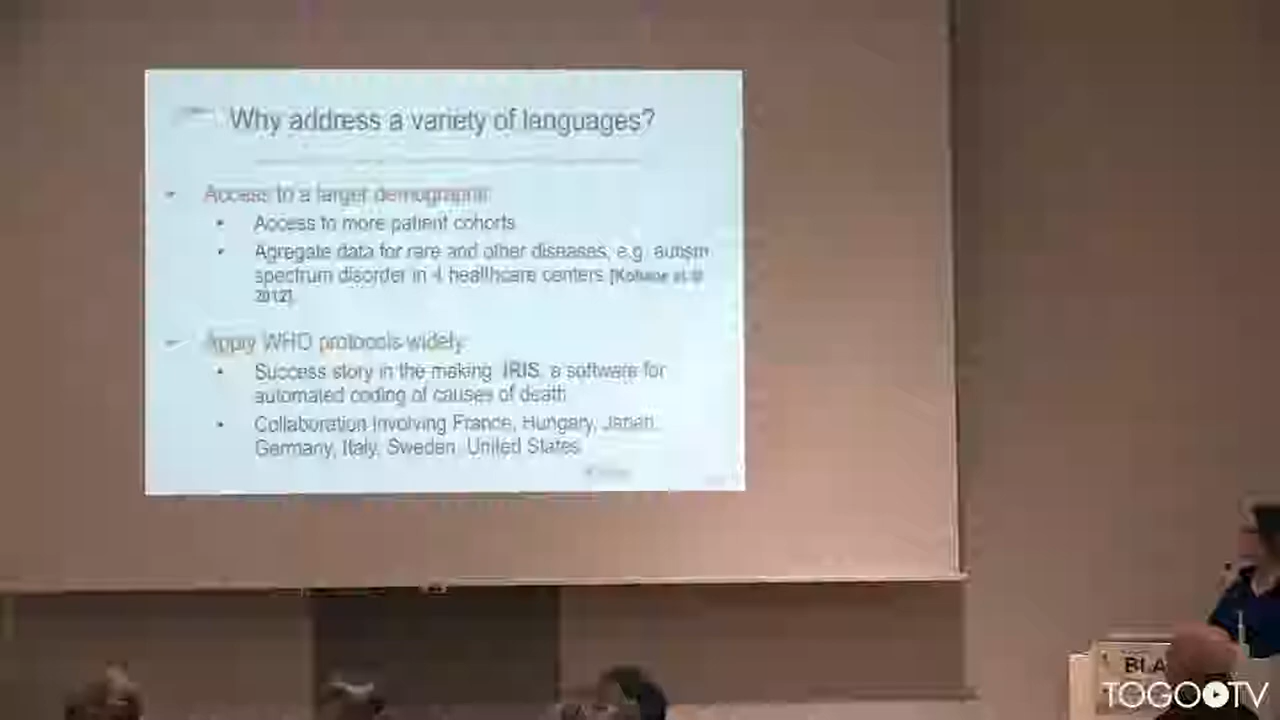 Why address a variety of languages?
Access to a larger demographic
Access to more patient cohorts
Agregate data for rare and other diseases, e.g. autism
spectrum disorder in 4 healthcare centers [Kohane et al
2012]
Apply WHO protocols widely
Success story in the making IRIS, a software for
automated coding of causes of death
Collaboration involving France, Hungary, Japan,
Germany, Italy, Sweden, United States
BLA
TOGOTV